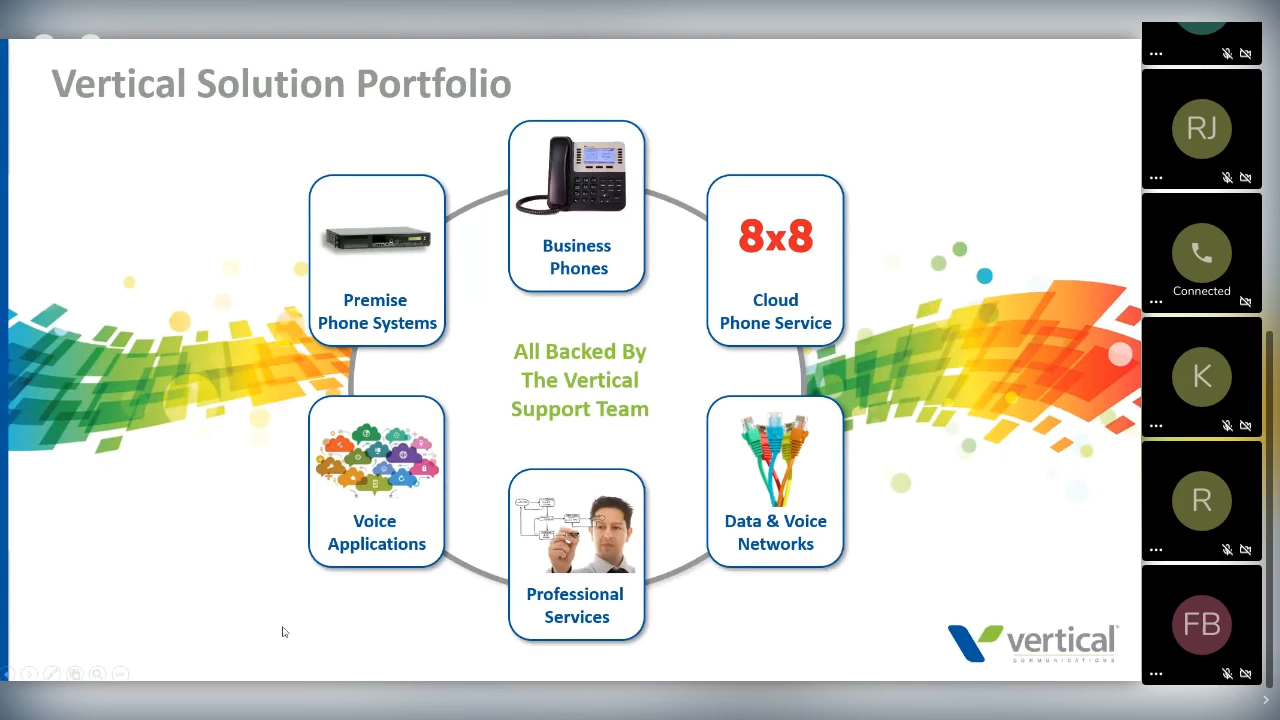 Vertical Solution Portfolio
Business
Phones
Premise
Phone Systems
8x8
Cloud
Phone Service
All Backed By
The Vertical
Support Team
Voice
Applications
Data & Voice
Networks
Professional
Services
vertical®
COMMUNICATIONS
RJ
Connected
K
R
FB